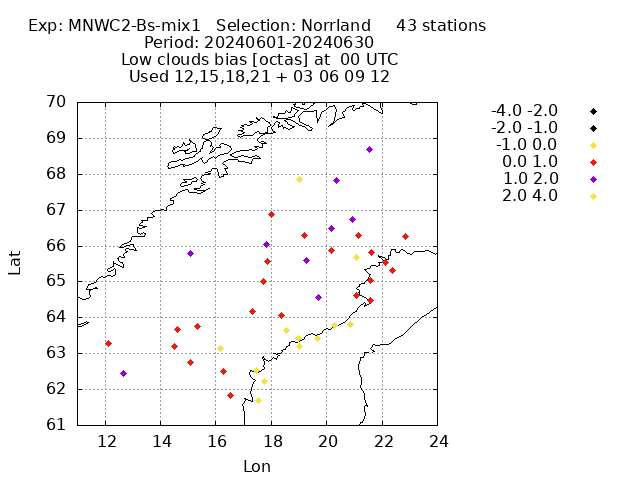 Exp: MNWC2-Bs-mix1   Selection: Norrland     43 stations
Period: 20240601-20240630
Low clouds bias [octas] at  00 UTC
Used 12,15,18,21 + 03 06 09 12
-4.0 -2.0
-2.0 -1.0
-1.0 0.0
0.0 1.0
1.0 2.0
2.0 4.0
70
69
68
67
66
65
64
63
62
61
Lat
12 14 16 18 20 22 24
Lon